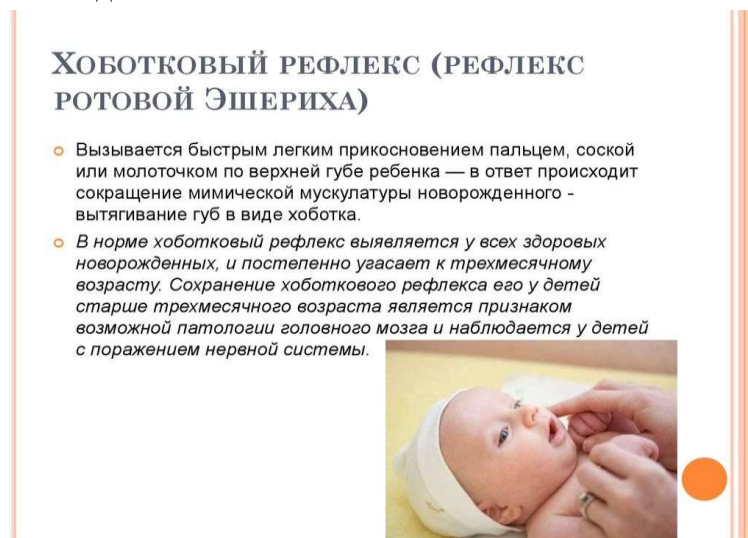 Хоботковый рефлекс (рефлекс
ротовой Эшериха)
Вызывается быстрым легким прикосновением пальцем, соской
или молоточком по верхней губе ребенка — в ответ происходит
сокращение мимической мускулатуры новорожденного -
вытягивание губ в виде хоботка.
В норме хоботковый рефлекс выявляется у всех здоровых
новорожденных, и постепенно угасает к трехмесячному
возрасту. Сохранение хоботкового рефлекса его у детей
старше трехмесячного возраста является признаком
возможной патологии головного мозга и наблюдается у детей
с поражением нервной системы.